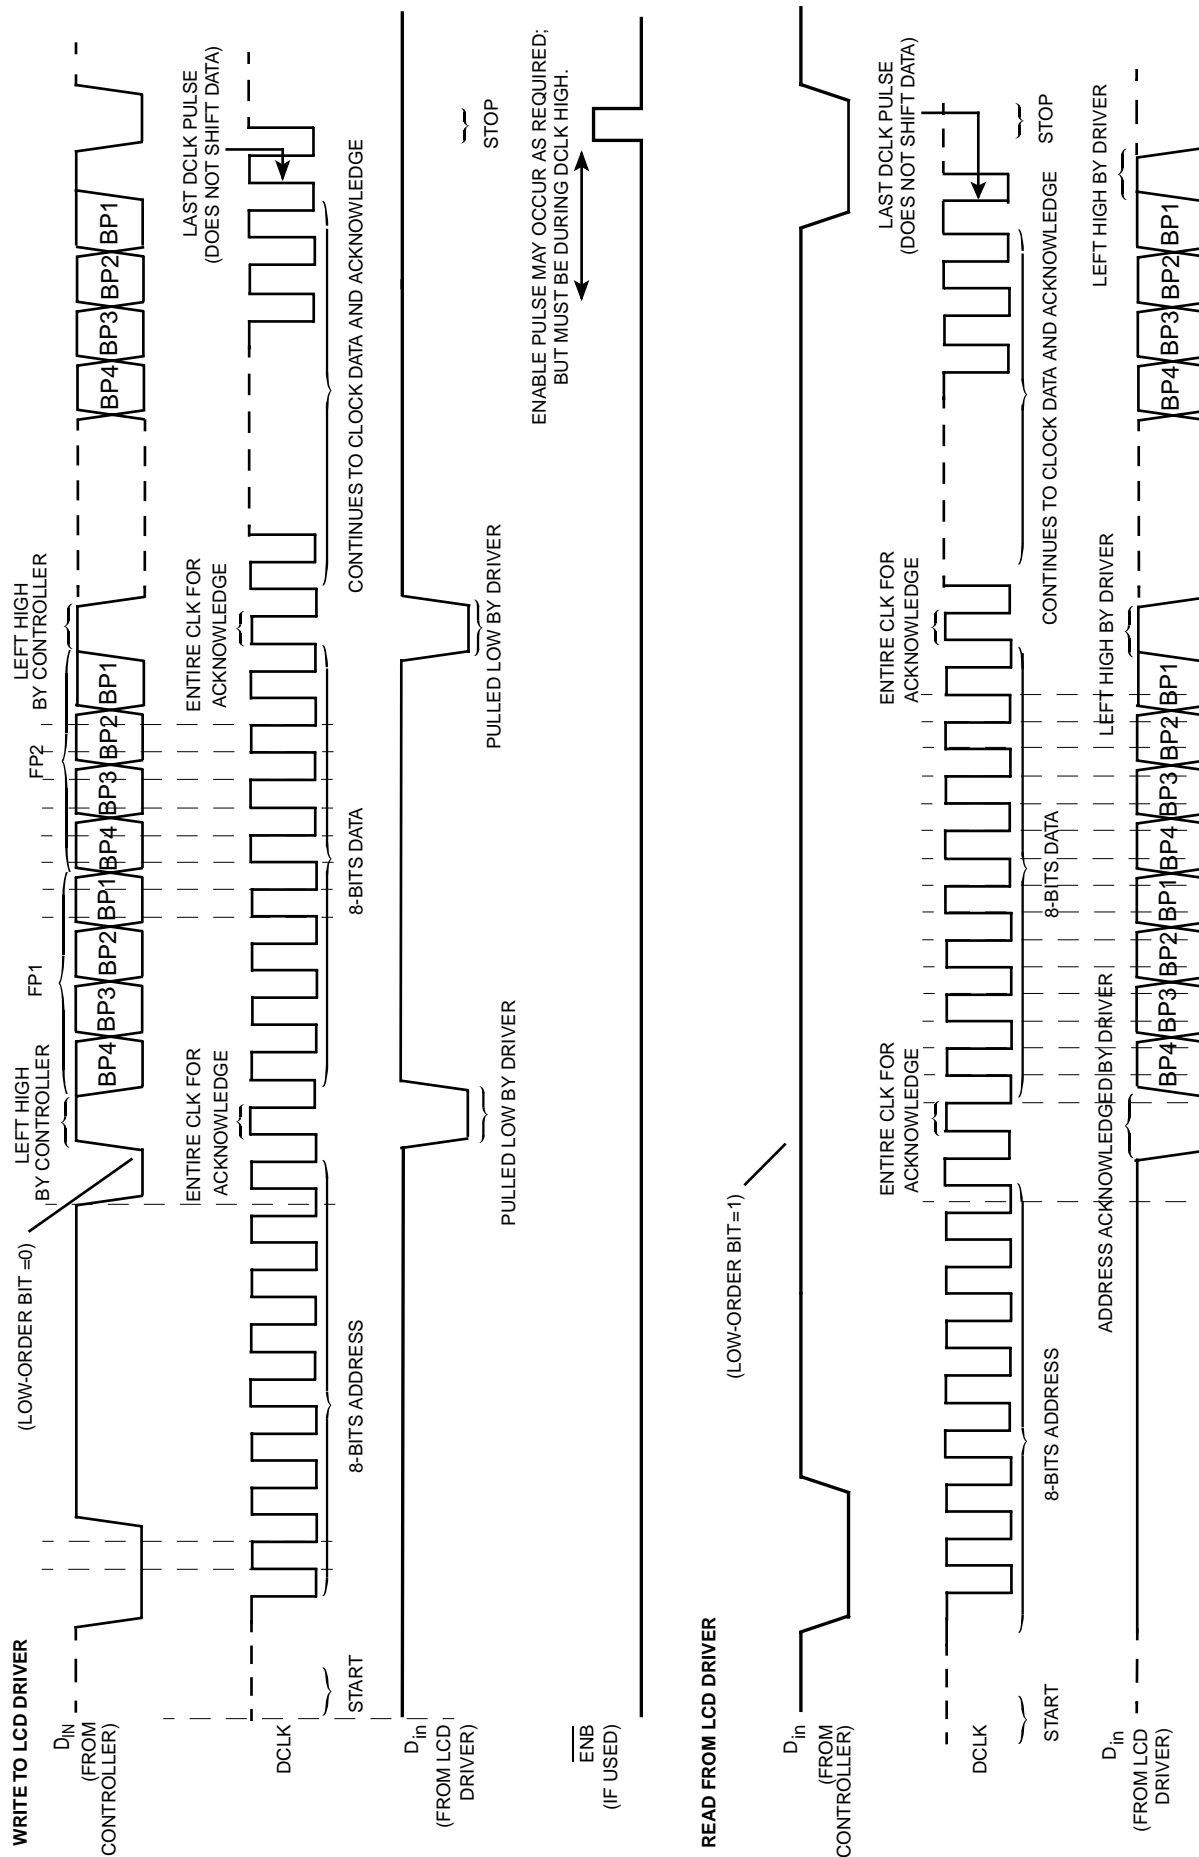 WRITE TO LCD DRIVER
D_IN
(FROM
CONTROLLER)
(LOW-ORDER BIT =0)
LEFT HIGH
BY CONTROLLER
FP1
FP2
LEFT HIGH
BY CONTROLLER
BP4 BP3 BP2 BP1 BP4 BP3 BP2 BP1 BP4 BP3 BP2 BP1
DCLK
ENTIRE CLK FOR
ACKNOWLEDGE
ENTIRE CLK FOR
ACKNOWLEDGE
LAST DCLK PULSE
(DOES NOT SHIFT DATA)
START
8-BITS ADDRESS
8-BITS DATA
CONTINUES TO CLOCK DATA AND ACKNOWLEDGE
D_in
(FROM LCD
DRIVER)
PULLED LOW BY DRIVER
PULLED LOW BY DRIVER
STOP
ENB
(IF USED)
ENABLE PULSE MAY OCCUR AS REQUIRED;
BUT MUST BE DURING DCLK HIGH.
READ FROM LCD DRIVER
D_in
(FROM
CONTROLLER)
(LOW-ORDER BIT=1)
DCLK
ENTIRE CLK FOR
ACKNOWLEDGE
ENTIRE CLK FOR
ACKNOWLEDGE
LAST DCLK PULSE
(DOES NOT SHIFT DATA)
START
8-BITS ADDRESS
8-BITS DATA
CONTINUES TO CLOCK DATA AND ACKNOWLEDGE
STOP
D_in
(FROM LCD
DRIVER)
ADDRESS ACKNOWLEDGED BY DRIVER
LEFT HIGH BY DRIVER
LEFT HIGH BY DRIVER
BP4 BP3 BP2 BP1 BP4 BP3 BP2 BP1 BP4 BP3 BP2 BP1